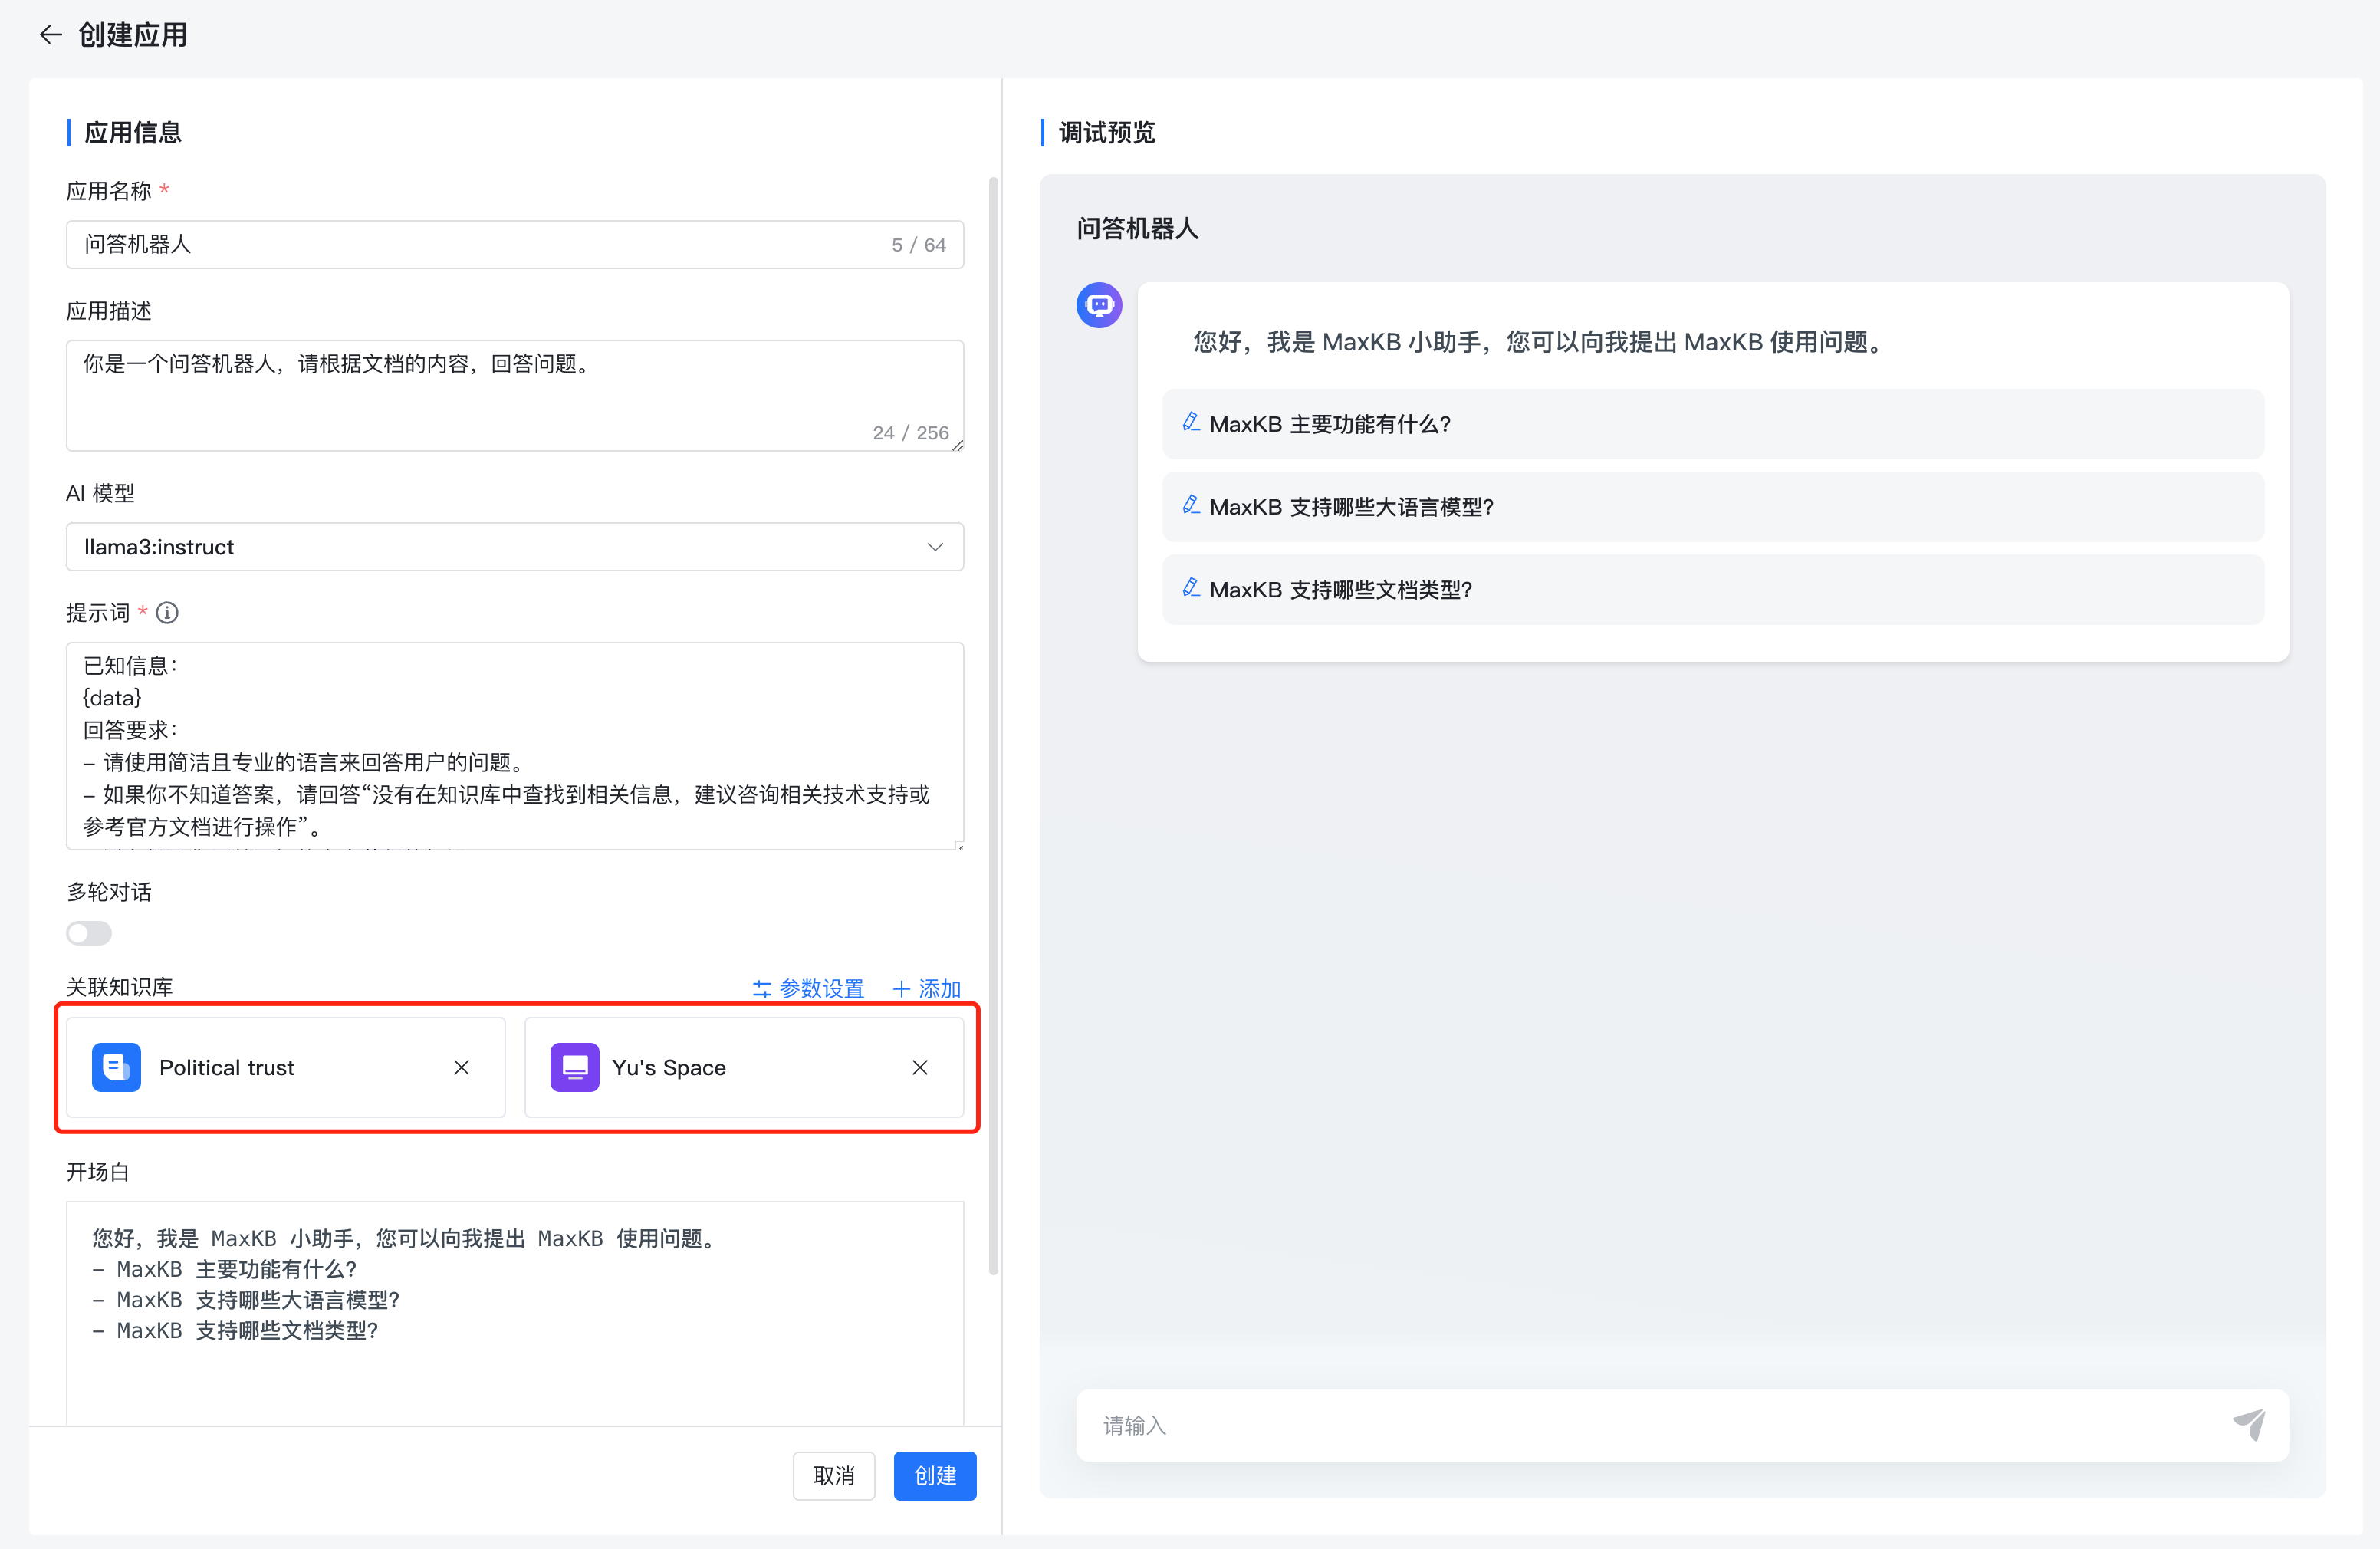 创建应用
应用信息
应用名称 *
问答机器人
5 / 64
应用描述
你是一个问答机器人，请根据文档的内容，回答问题。
24 / 256
AI 模型
llama3:instruct
提示词 *
已知信息：
{data}
回答要求：
- 请使用简洁且专业的语言来回答用户的问题。
- 如果你不知道答案，请回答“没有在知识库中查找到相关信息，建议咨询相关技术支持或
参考官方文档进行操作”。
多轮对话
关联知识库
参数设置
+ 添加
Political trust
Yu's Space
开场白
您好，我是 MaxKB 小助手，您可以向我提出 MaxKB 使用问题。
- MaxKB 主要功能有什么？
- MaxKB 支持哪些大语言模型？
- MaxKB 支持哪些文档类型？
取消
创建
调试预览
问答机器人
您好，我是 MaxKB 小助手，您可以向我提出 MaxKB 使用问题。
MaxKB 主要功能有什么？
MaxKB 支持哪些大语言模型？
MaxKB 支持哪些文档类型？
请输入